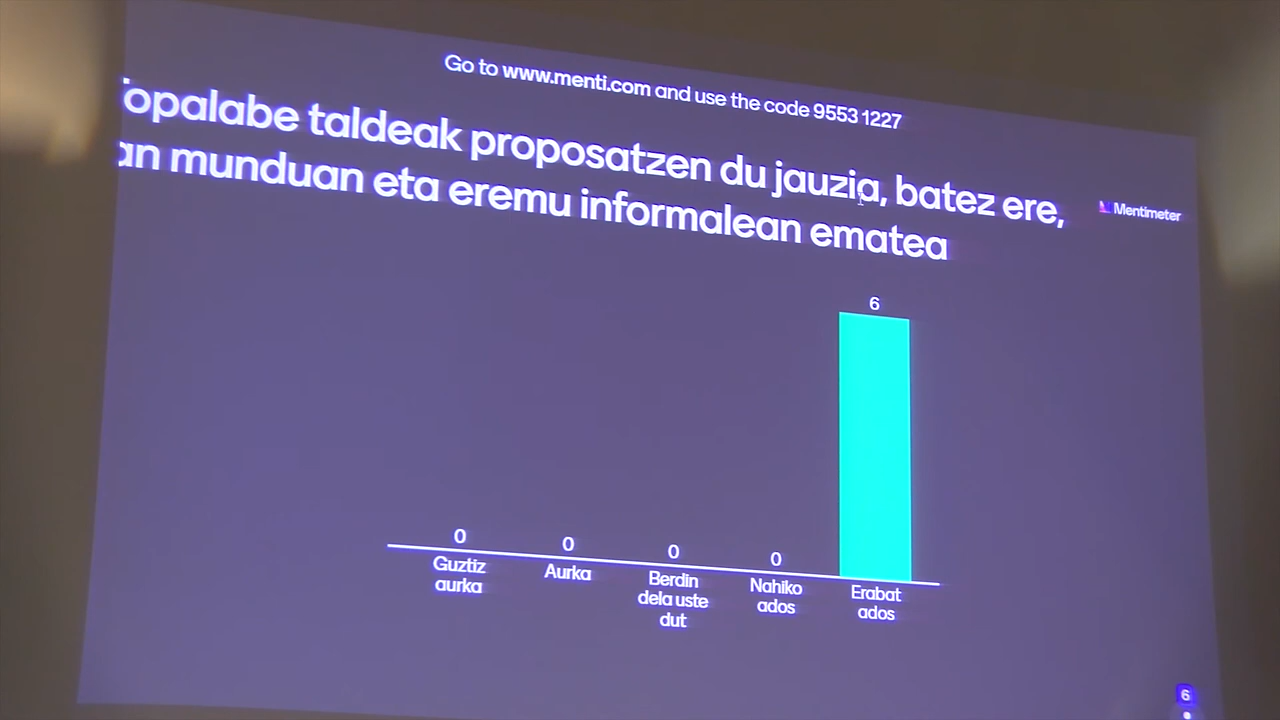 Go to www.menti.com and use the code 9553 1227
taldeak proposatzen du jauzia, batez ere,
munduan eta eremu informalean ematea
Mentimeter
6
0
0
0
0
Guztiz
aurka
Aurka
Berdin
dela uste
dut
Nahiko
ados
Erabat
ados
6